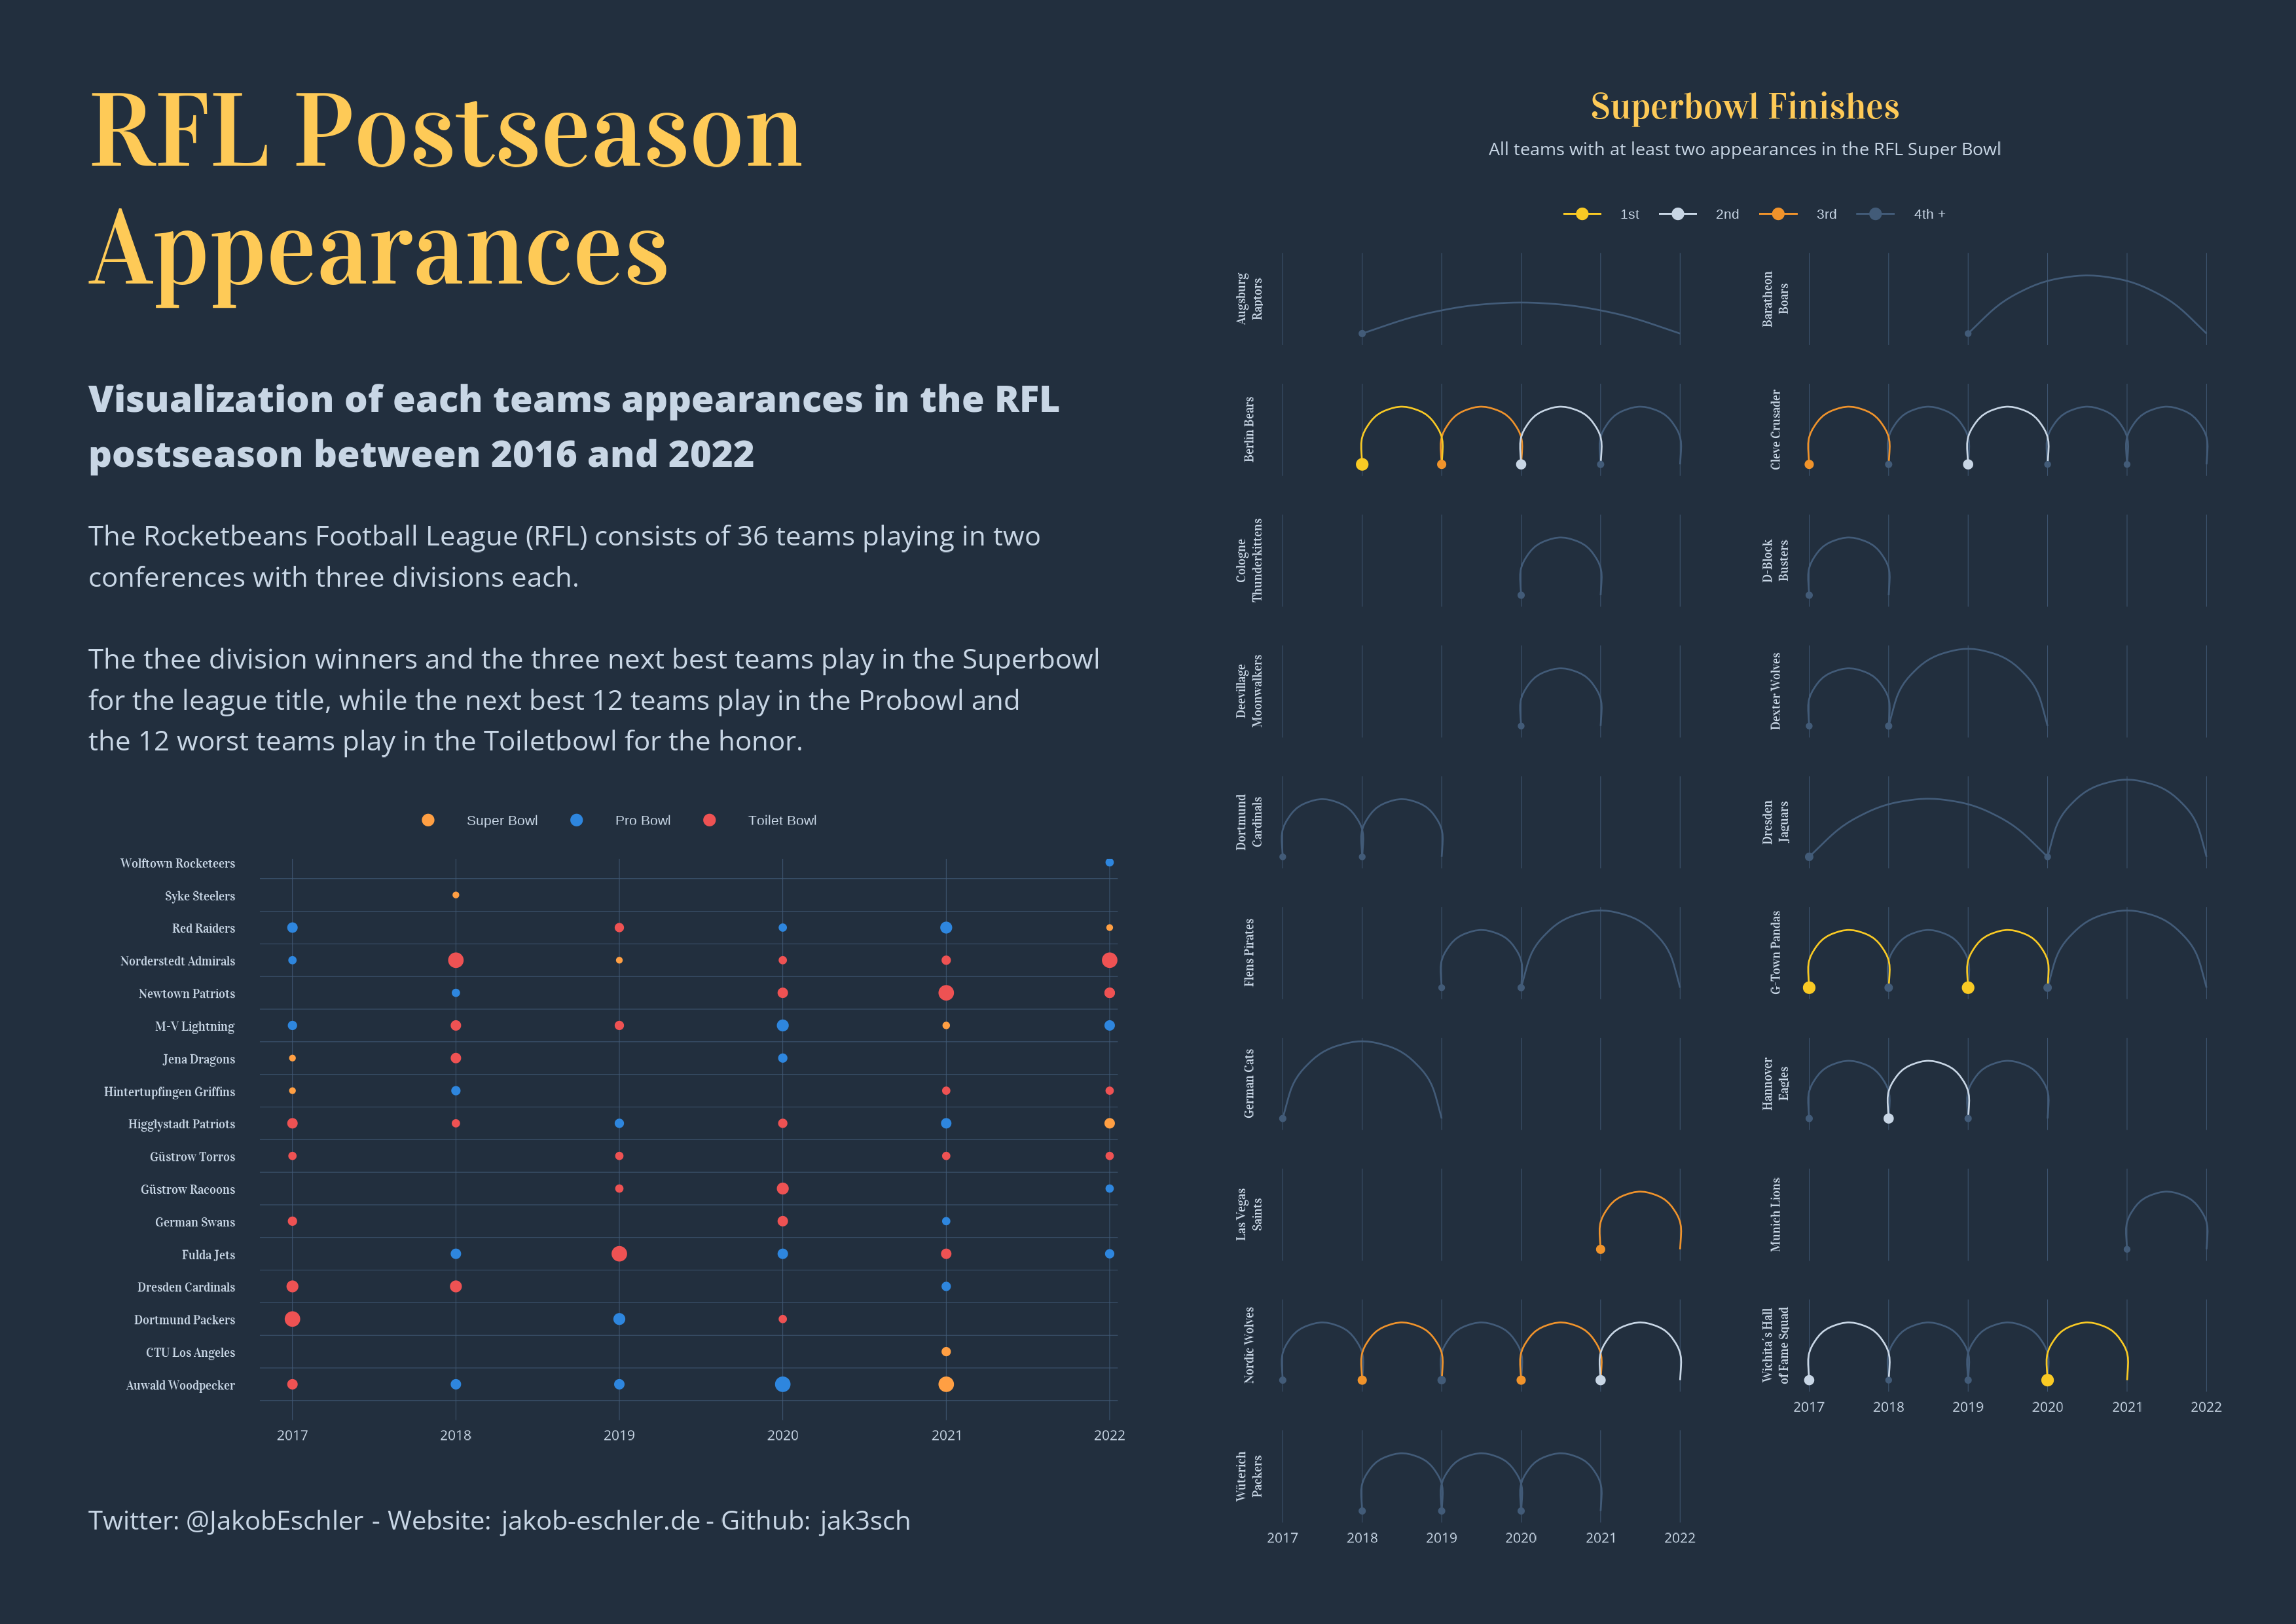 RFL Postseason
Appearances
Visualization of each teams appearances in the RFL
postseason between 2016 and 2022
The Rocketbeans Football League (RFL) consists of 36 teams playing in two
conferences with three divisions each.
The thee division winners and the three next best teams play in the Superbowl
for the league title, while the next best 12 teams play in the Probowl and
the 12 worst teams play in the Toiletbowl for the honor.
Super Bowl Pro Bowl Toilet Bowl
Wolftown Rocketeers
Syke Steelers
Red Raiders
Norderstedt Admirals
Newtown Patriots
M-V Lightning
Jena Dragons
Hintertupfingen Griffins
Higglystadt Patriots
Güstrow Torros
Güstrow Racoons
German Swans
Fulda Jets
Dresden Cardinals
Dortmund Packers
CTU Los Angeles
Auwald Woodpecker
2017 2018 2019 2020 2021 2022
Twitter: @JakobEschler - Website: jakob-eschler.de - Github: jak3sch
Superbowl Finishes
All teams with at least two appearances in the RFL Super Bowl
1st 2nd 3rd 4th +
Augsburg
Raptors
Baratheon
Boars
Berlin Bears
Cleve Crusader
Cologne
Thunderkittens
D-Block
Busters
Deevillage
Moonwalkers
Dexter Wolves
Dortmund
Cardinals
Dresden
Jaguars
Flens Pirates
G-Town Pandas
German Cats
Hannover
Eagles
Las Vegas
Saints
Munich Lions
Nordic Wolves
Wichita´s Hall
of Fame Squad
2017 2018 2019 2020 2021 2022
Wüterich
Packers
2017 2018 2019 2020 2021 2022